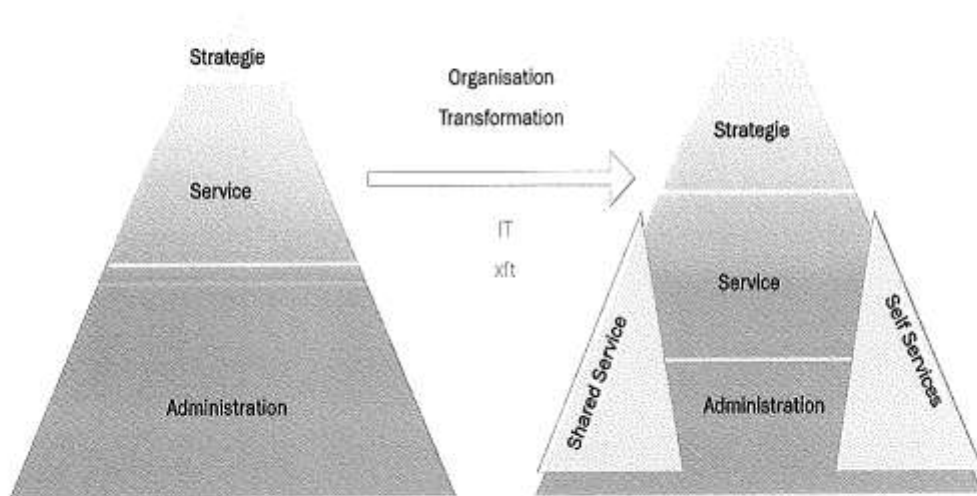 Strategie
Service
Administration
Organisation
Transformation
IT
xft
Strategie
Service
Administration
Shared Service
Self Services